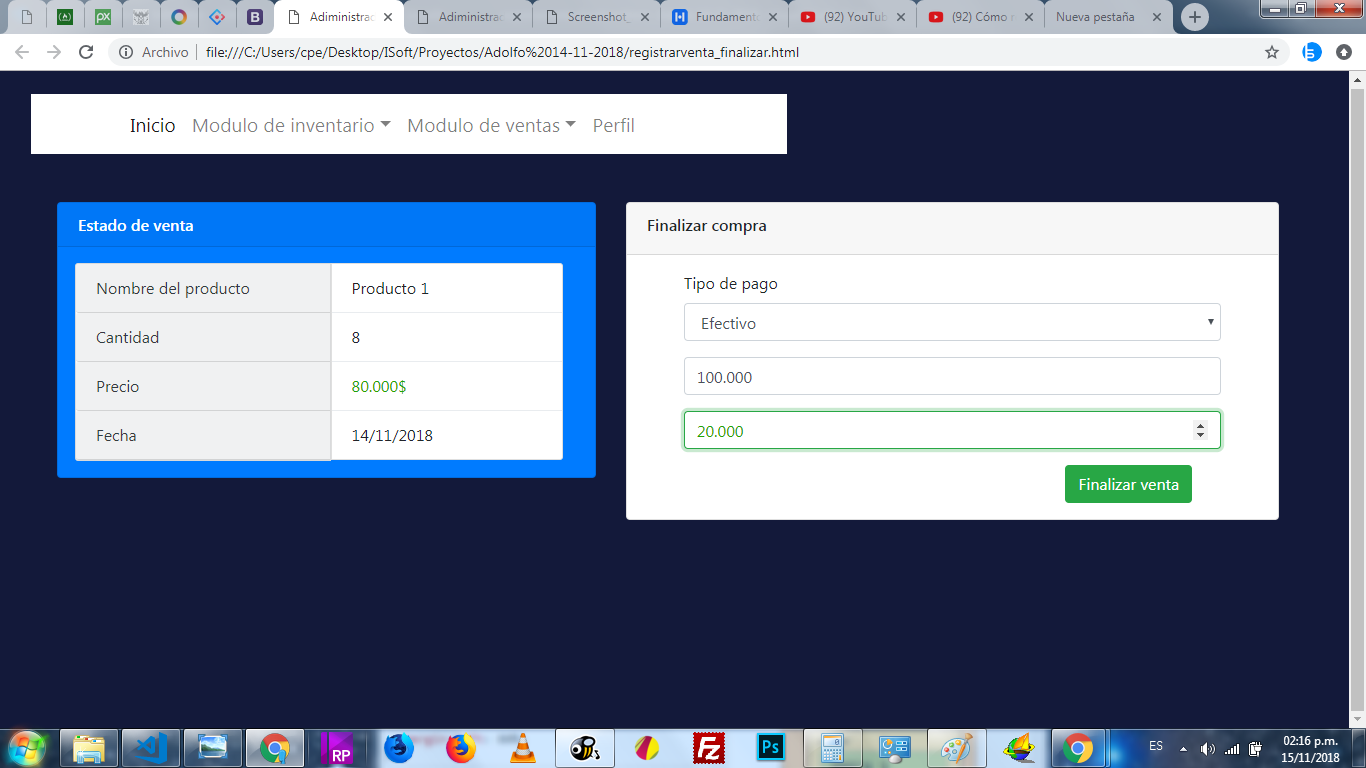 Adiministrac
Adiministrac
Screenshot_
Fundament
(92) YouTub
(92) Cómo
Nueva pestaña
Archivo
file:///C:/Users/cpe/Desktop/ISoft/Proyectos/Adolfo%2014-11-2018/registrarventa_finalizar.html
Inicio
Modulo de inventario
Modulo de ventas
Perfil
Estado de venta
Nombre del producto
Producto 1
Cantidad
8
Precio
80.000$
Fecha
14/11/2018
Finalizar compra
Tipo de pago
Efectivo
100.000
20.000
Finalizar venta
RP
Fz
Ps
ES
02:16 p.m.
15/11/2018